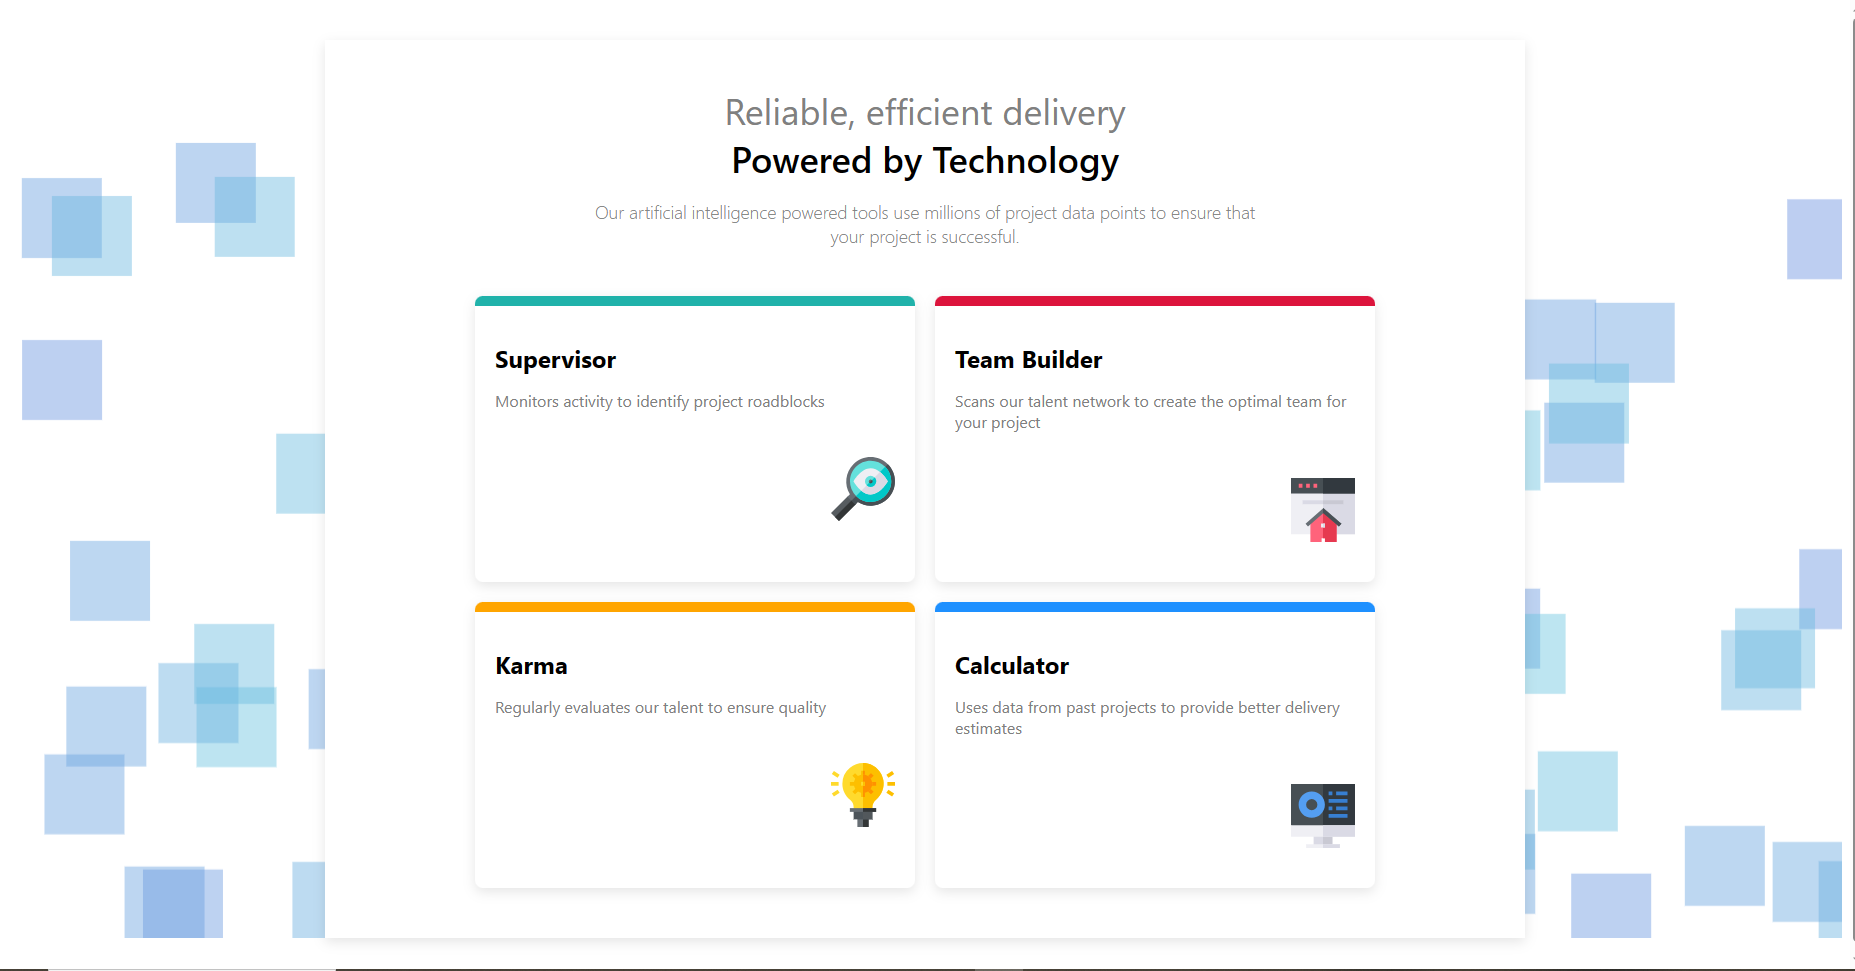 Reliable, efficient delivery
Powered by Technology
Our artificial intelligence powered tools use millions of project data points to ensure that
your project is successful.
Supervisor
Monitors activity to identify project roadblocks
Team Builder
Scans our talent network to create the optimal team for
your project
Karma
Regularly evaluates our talent to ensure quality
Calculator
Uses data from past projects to provide better delivery
estimates